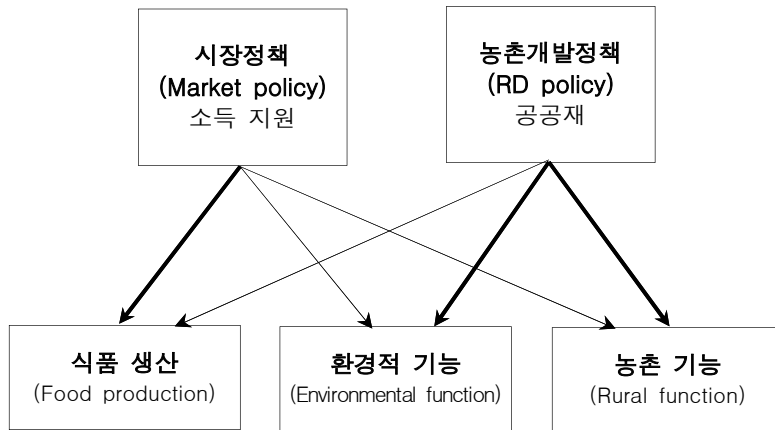 시장정책
(Market policy)
소득 지원
농촌개발정책
(RD policy)
공공재
식품 생산
(Food production)
환경적 기능
(Environmental function)
농촌 기능
(Rural function)